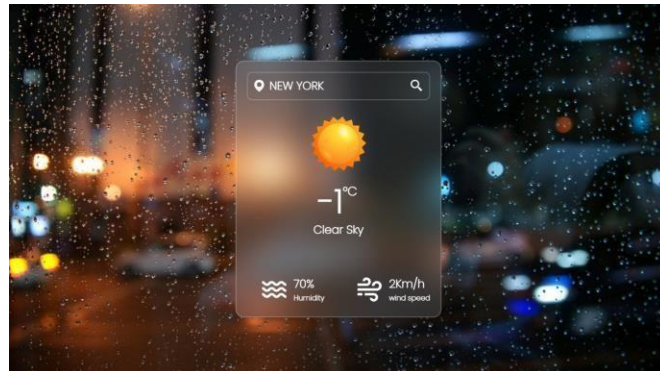 NEW YORK
-1°C
Clear Sky
70%
Humidity
2Km/h
wind speed